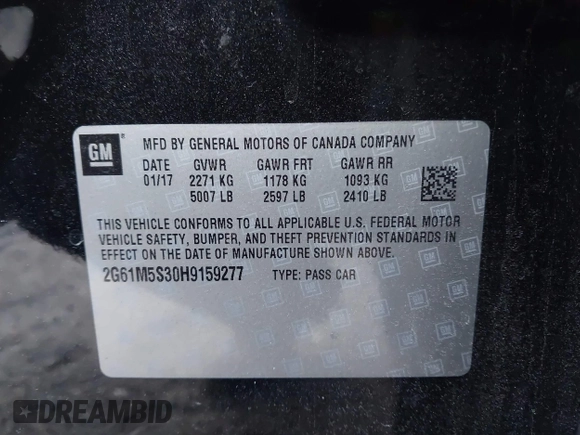 GM
MFD BY GENERAL MOTORS OF CANADA COMPANY
DATE GVWR GAWR FRT GAWR RR
01/17 2271 KG 1178 KG 1093 KG
5007 LB 2597 LB 2410 LB
THIS VEHICLE CONFORMS TO ALL APPLICABLE U.S. FEDERAL MOTOR
VEHICLE SAFETY, BUMPER, AND THEFT PREVENTION STANDARDS IN
EFFECT ON THE DATE OF MANUFACTURE SHOWN ABOVE.
2G61M5S30H9159277 TYPE: PASS CAR
DREAMBID